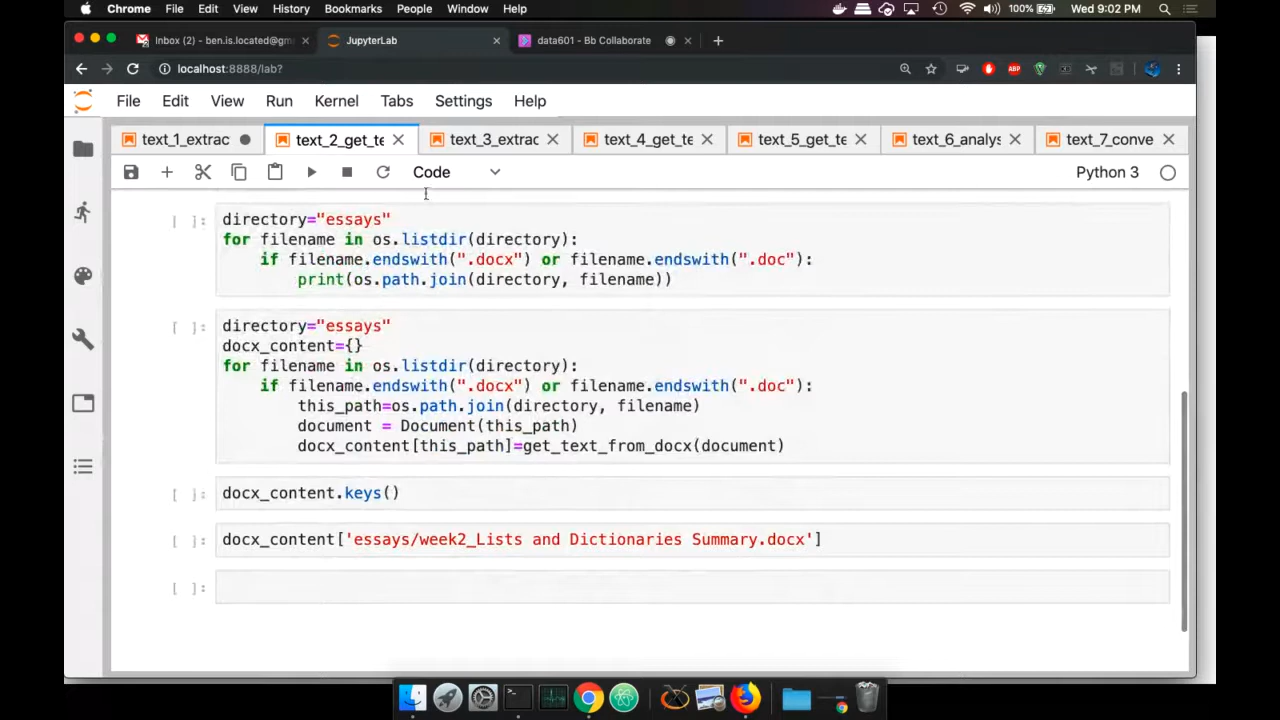 Chrome File Edit View History Bookmarks People Window Help 100% Wed 9:02 PM
Inbox (2) - ben.is.located@gm JupyterLab data601 - Bb Collaborate
localhost:8888/lab?
File Edit View Run Kernel Tabs Settings Help
text_1_extrac text_2_get_te text_3_extrac text_4_get_te text_5_get_te text_6_analys text_7_conve
Code Python 3
[ ]: directory="essays"
for filename in os.listdir(directory):
if filename.endswith(".docx") or filename.endswith(".doc"):
print(os.path.join(directory, filename))
[ ]: directory="essays"
docx_content={}
for filename in os.listdir(directory):
if filename.endswith(".docx") or filename.endswith(".doc"):
this_path=os.path.join(directory, filename)
document = Document(this_path)
docx_content[this_path]=get_text_from_docx(document)
[ ]: docx_content.keys()
[ ]: docx_content['essays/week2_Lists and Dictionaries Summary.docx']
[ ]: